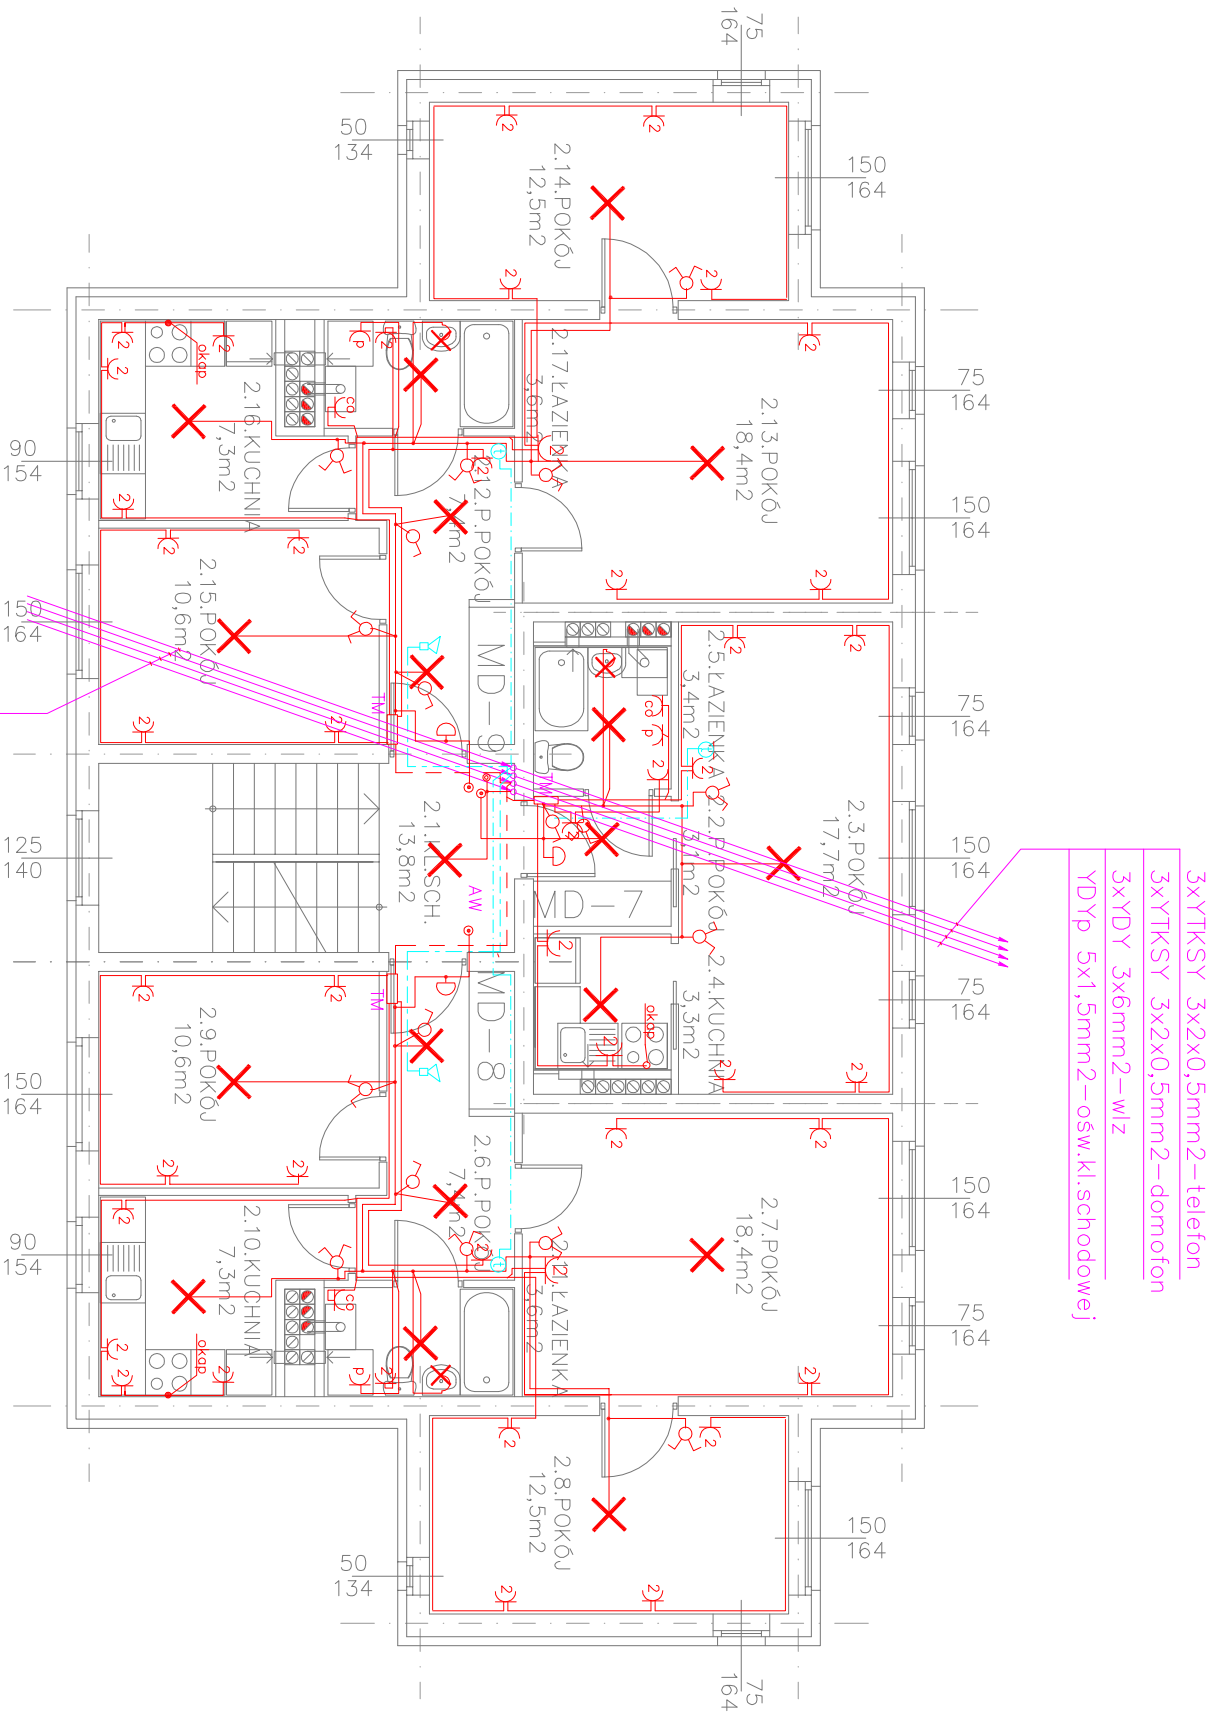 3xYTKSY 3x2x0,5mm2-telefon
3xYTKSY 3x2x0,5mm2-domofon
3xYDY 3x6mm2-wlz
YDYp 5x1,5mm2-ośw.kl.schodowej
75
164
50
134
150
164
2.14.POKÓJ
12,5m2
2.13.POKÓJ
18,4m2
75
164
150
164
2.17.ŁAZIENKA
3,6m2
2.16.KUCHNIA
7,3m2
okap
co
p
90
154
2.12.P.POKÓJ
7,4m2
2.15.POKÓJ
10,6m2
150
164
MD-9
TM
2.5.ŁAZIENKA
3,4m2
co
p
75
164
2.3.POKÓJ
17,7m2
150
164
2.2.P.POKÓJ
3,1m2
TM
2.1.KL.SCH.
13,8m2
125
140
AW
MD-7
2.4.KUCHNIA
3,3m2
okap
75
164
MD-8
TM
2.9.POKÓJ
10,6m2
150
164
2.6.P.POKÓJ
7,4m2
2.7.POKÓJ
18,4m2
150
164
75
164
2.10.KUCHNIA
7,3m2
okap
co
p
90
154
2.11.ŁAZIENKA
3,6m2
2.8.POKÓJ
12,5m2
150
164
50
134
75
164